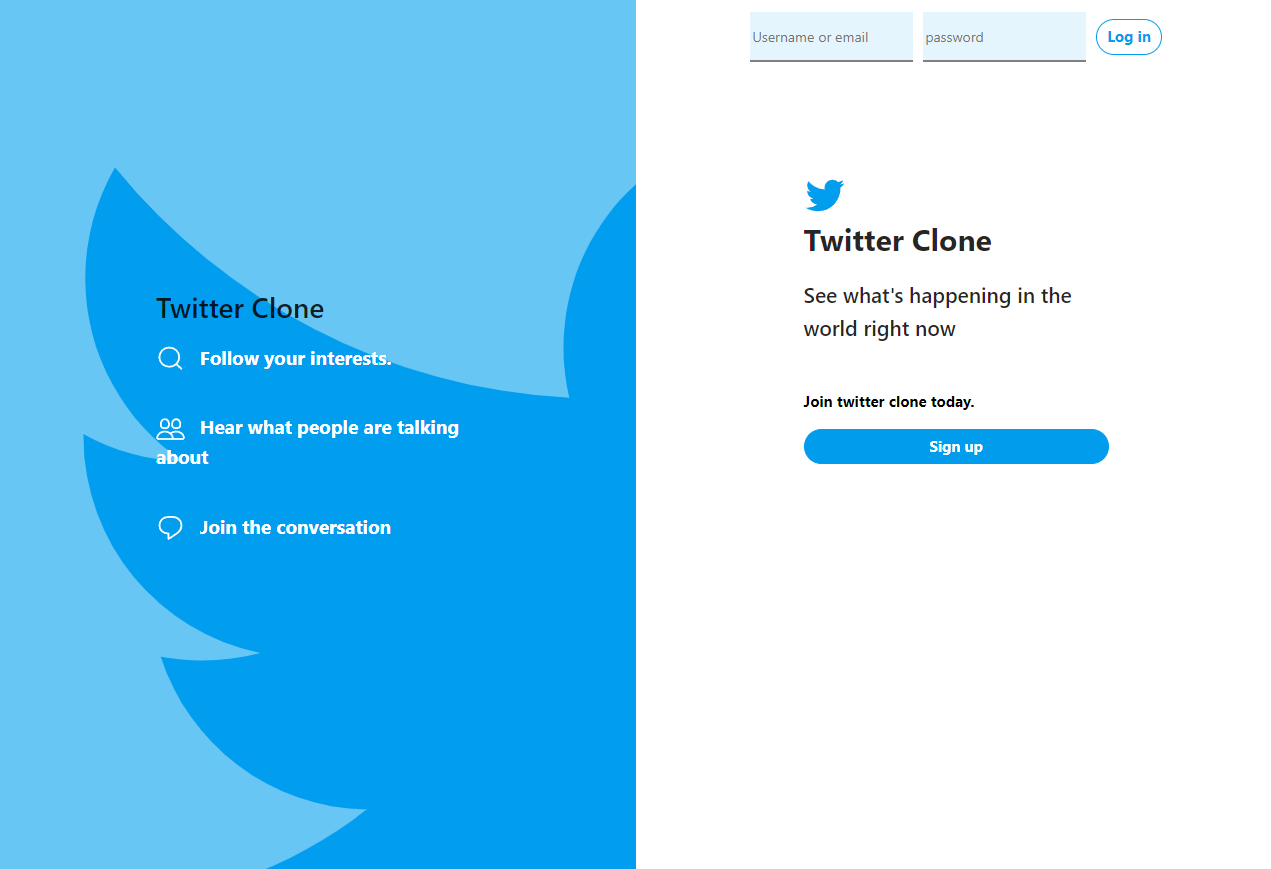 Username or email
password
Log in
Twitter Clone
Follow your interests.
Hear what people are talking
about
Join the conversation
Twitter Clone
See what's happening in the
world right now
Join twitter clone today.
Sign up